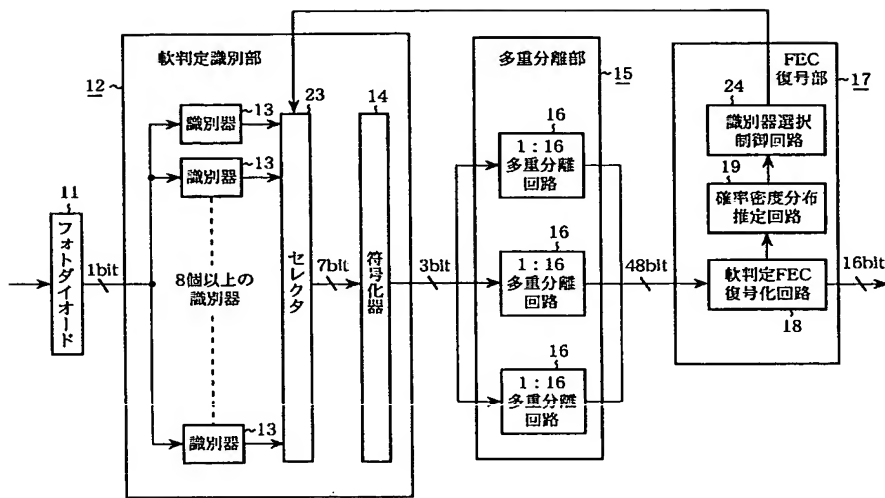 軟判定識別部
12
23
14
13
識別器
13
識別器
8個以上の
識別器
13
識別器
11
フォトダイオード
1bit
セレクタ
7bit
符号化器
3bit
多重分離部
15
16
1：16
多重分離
回路
16
1：16
多重分離
回路
16
1：16
多重分離
回路
48bit
FEC
復号部
17
24
識別器選択
制御回路
19
確率密度分布
推定回路
軟判定FEC
復号化回路
18
16bit